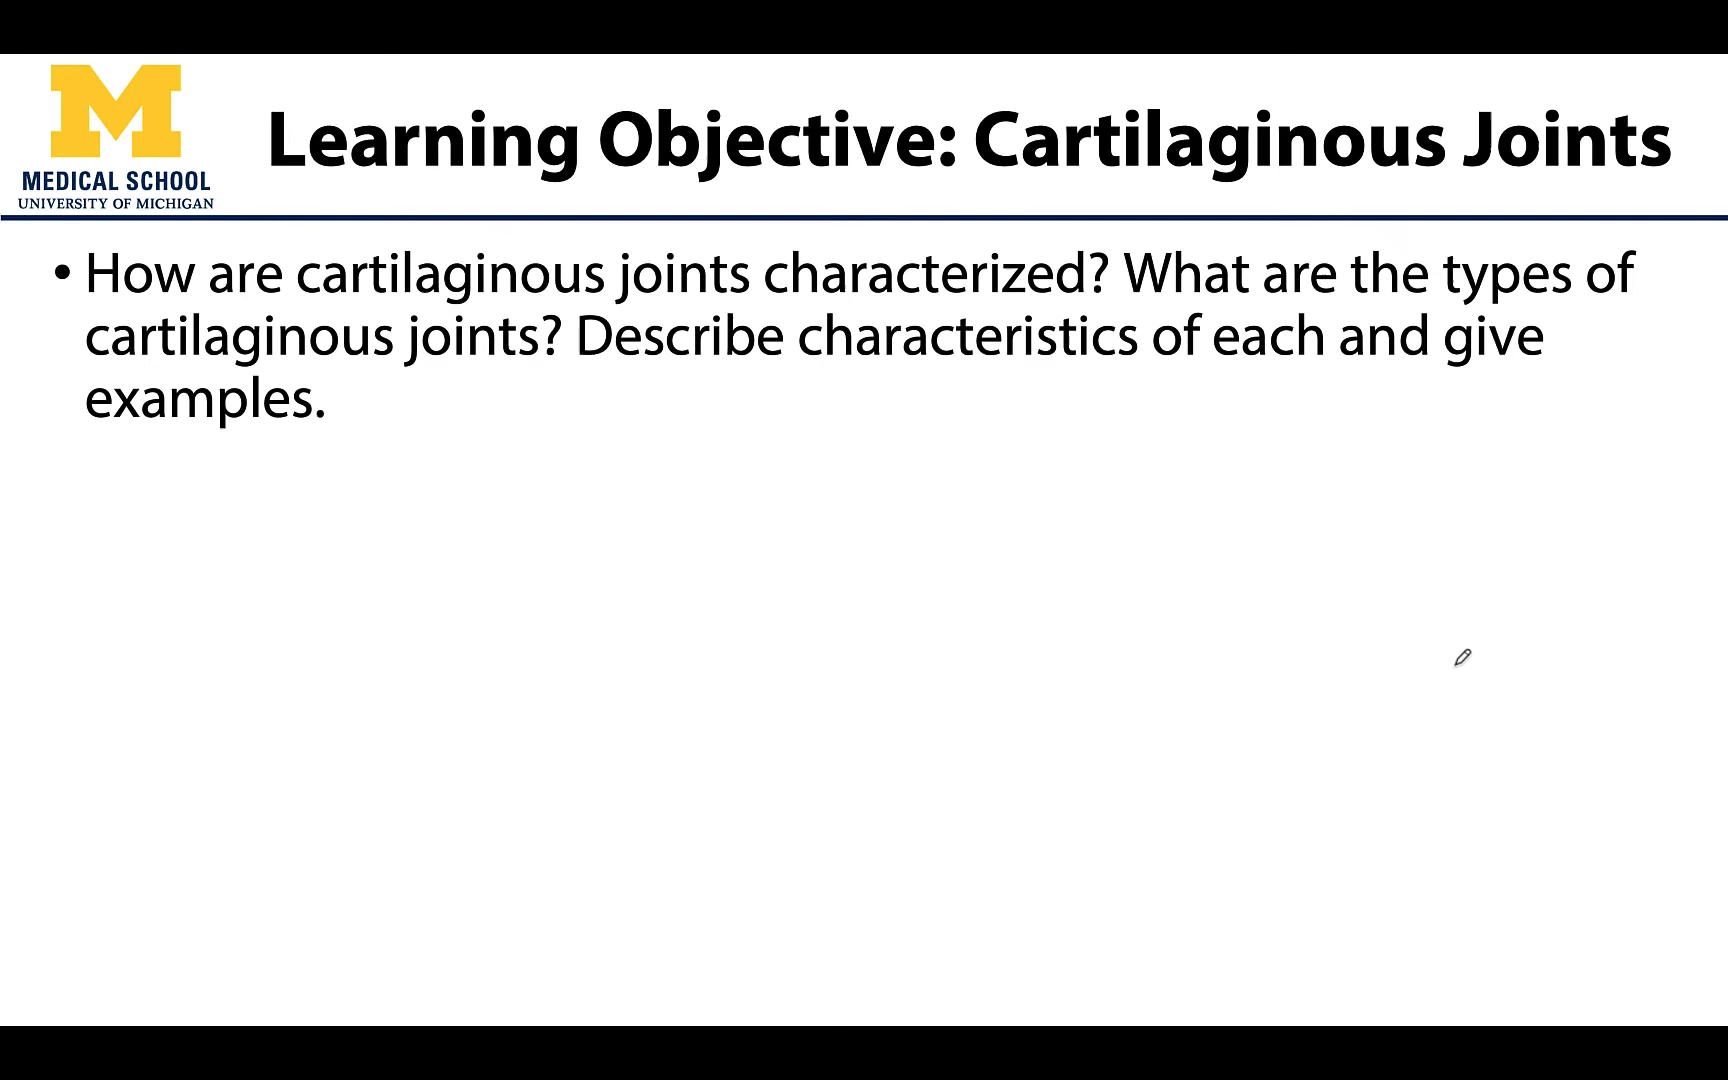 M
MEDICAL SCHOOL
UNIVERSITY OF MICHIGAN
Learning Objective: Cartilaginous Joints
• How are cartilaginous joints characterized? What are the types of
cartilaginous joints? Describe characteristics of each and give
examples.